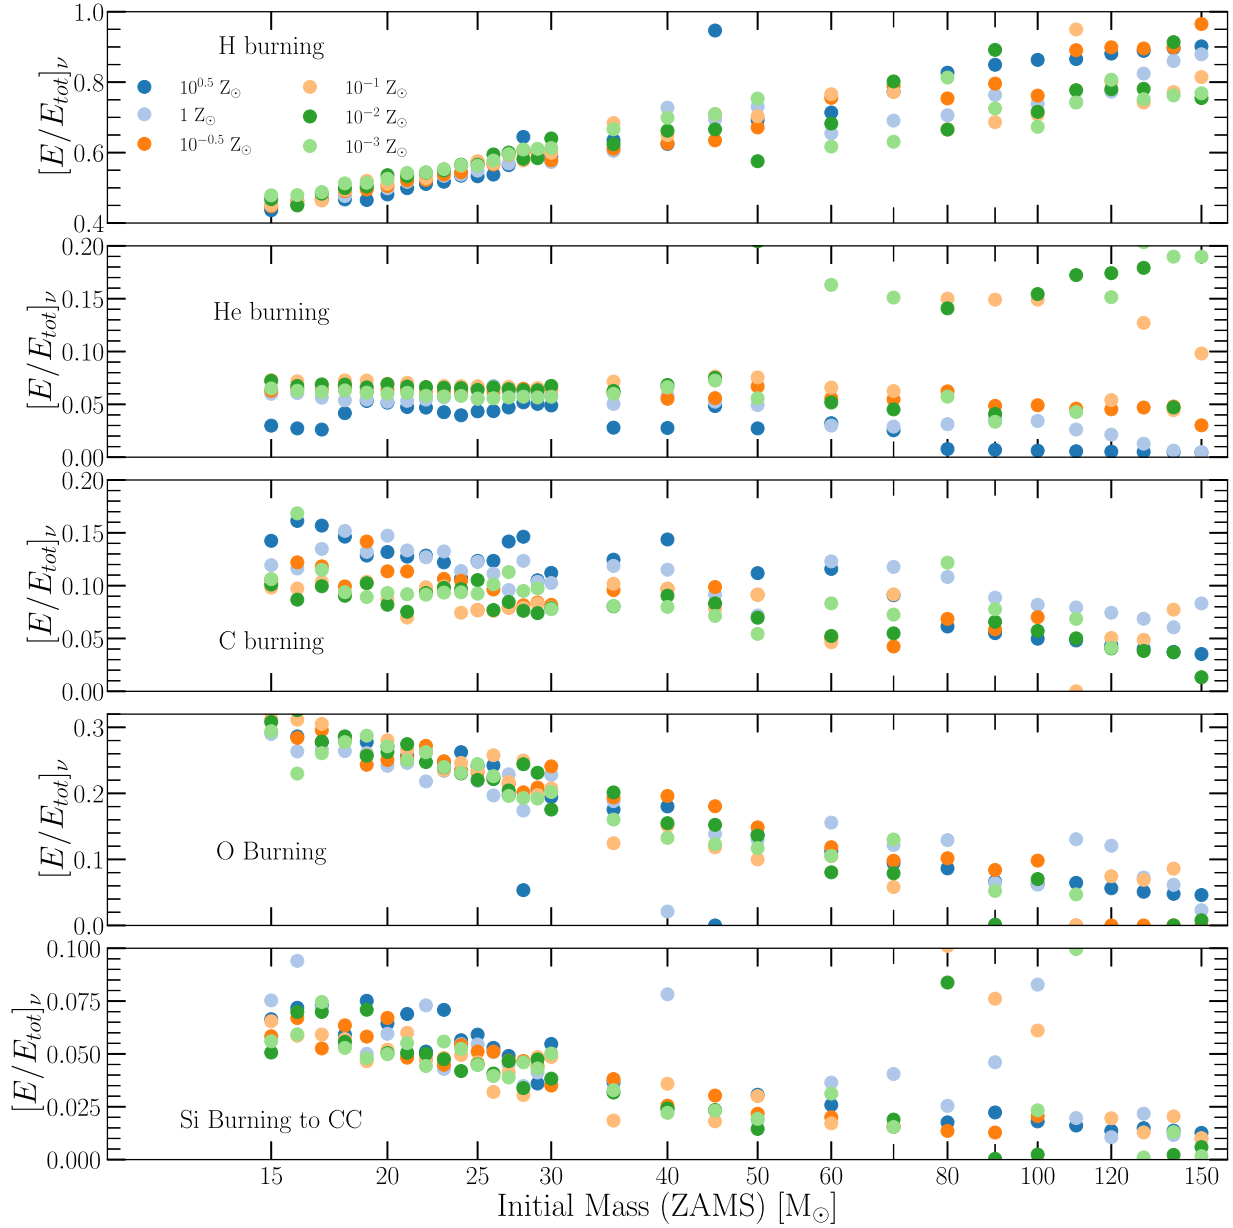 H burning
10^0.5 Z⊙
1 Z⊙
10^−0.5 Z⊙
10^−1 Z⊙
10^−2 Z⊙
10^−3 Z⊙
[E/E_tot]_ν
1.0
0.8
0.6
0.4
He burning
[E/E_tot]_ν
0.20
0.15
0.10
0.05
0.00
C burning
[E/E_tot]_ν
0.20
0.15
0.10
0.05
0.00
O Burning
[E/E_tot]_ν
0.3
0.2
0.1
0.0
Si Burning to CC
[E/E_tot]_ν
0.100
0.075
0.050
0.025
0.000
15 20 25 30 40 50 60 80 100 120 150
Initial Mass (ZAMS) [M⊙]